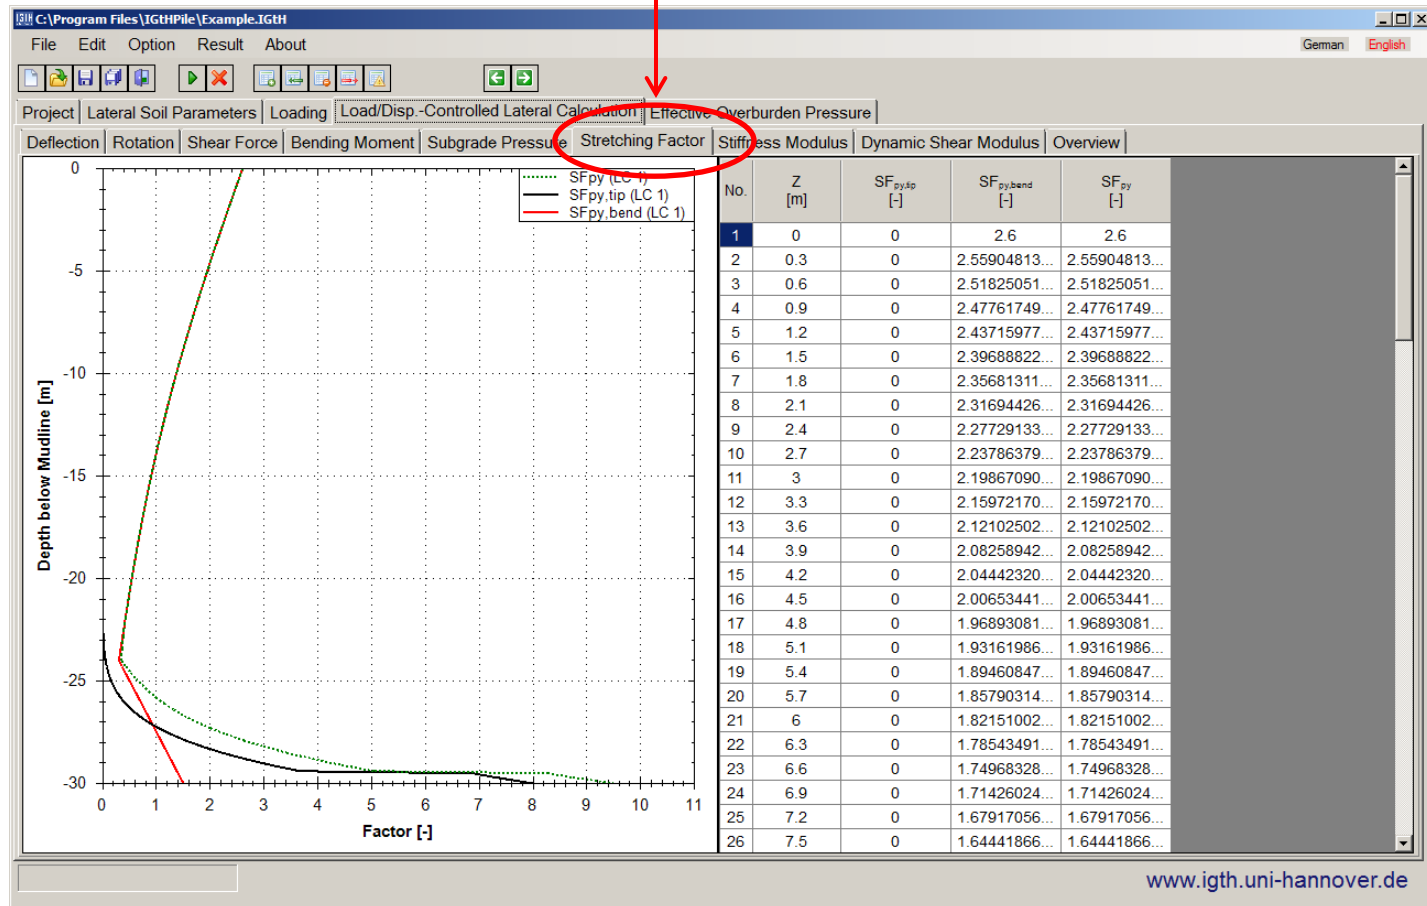 C:\Program Files\IGtHPile\Example.IGtH
File Edit Option Result About
German English
Project Lateral Soil Parameters Loading Load/Disp.-Controlled Lateral Calculation Effective Overburden Pressure
Deflection Rotation Shear Force Bending Moment Subgrade Pressure Stretching Factor Stiffness Modulus Dynamic Shear Modulus Overview
SFpy (LC 1)
SFpy,tip (LC 1)
SFpy,bend (LC 1)
0
-5
-10
-15
-20
-25
-30
Depth below Mudline [m]
0 1 2 3 4 5 6 7 8 9 10 11
Factor [-]
No. Z [m] SFpy,tip [-] SFpy,bend [-] SFpy [-]
1 0 0 2.6 2.6
2 0.3 0 2.55904813... 2.55904813...
3 0.6 0 2.51825051... 2.51825051...
4 0.9 0 2.47761749... 2.47761749...
5 1.2 0 2.43715977... 2.43715977...
6 1.5 0 2.39688822... 2.39688822...
7 1.8 0 2.35681311... 2.35681311...
8 2.1 0 2.31694426... 2.31694426...
9 2.4 0 2.27729133... 2.27729133...
10 2.7 0 2.23786379... 2.23786379...
11 3 0 2.19867090... 2.19867090...
12 3.3 0 2.15972170... 2.15972170...
13 3.6 0 2.12102502... 2.12102502...
14 3.9 0 2.08258942... 2.08258942...
15 4.2 0 2.04442320... 2.04442320...
16 4.5 0 2.00653441... 2.00653441...
17 4.8 0 1.96893081... 1.96893081...
18 5.1 0 1.93161986... 1.93161986...
19 5.4 0 1.89460847... 1.89460847...
20 5.7 0 1.85790314... 1.85790314...
21 6 0 1.82151002... 1.82151002...
22 6.3 0 1.78543491... 1.78543491...
23 6.6 0 1.74968328... 1.74968328...
24 6.9 0 1.71426024... 1.71426024...
25 7.2 0 1.67917056... 1.67917056...
26 7.5 0 1.64441866... 1.64441866...
www.igth.uni-hannover.de